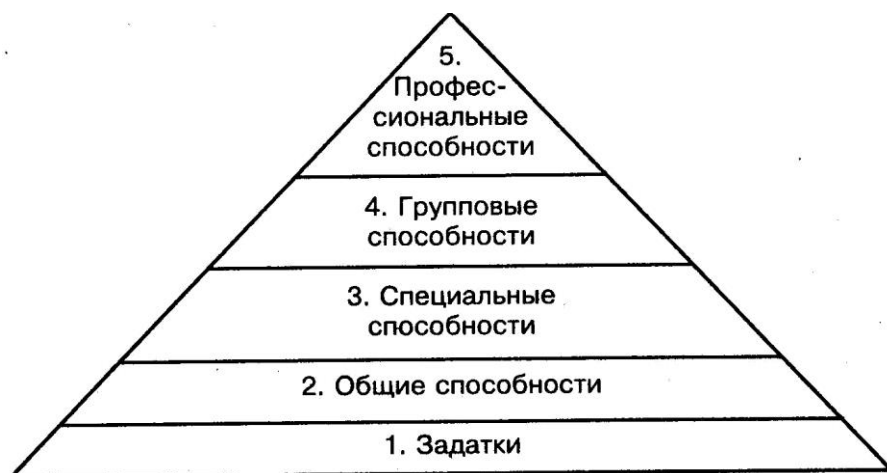 5.
Профес-
сиональные
способности
4. Групповые
способности
3. Специальные
способности
2. Общие способности
1. Задатки